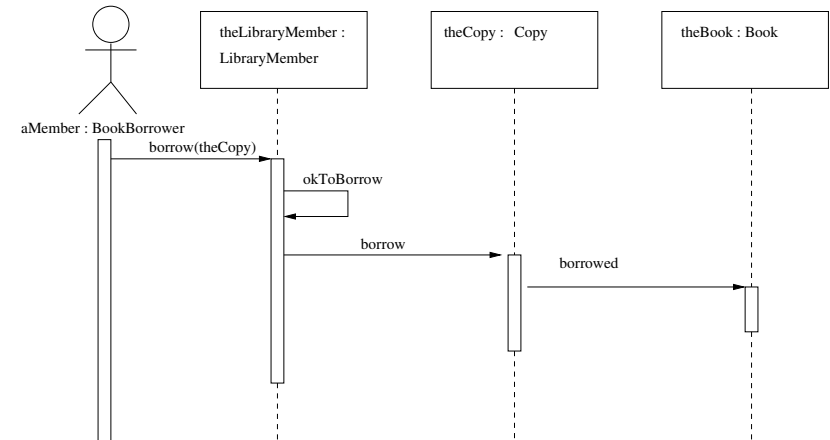 theLibraryMember :
LibraryMember
theCopy : Copy
theBook : Book
aMember : BookBorrower
borrow(theCopy)
okToBorrow
borrow
borrowed